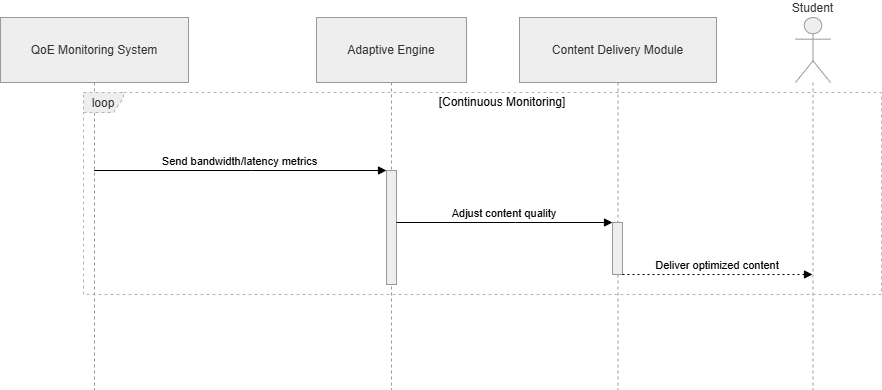 Student
QoE Monitoring System
Adaptive Engine
Content Delivery Module
loop
[Continuous Monitoring]
Send bandwidth/latency metrics
Adjust content quality
Deliver optimized content